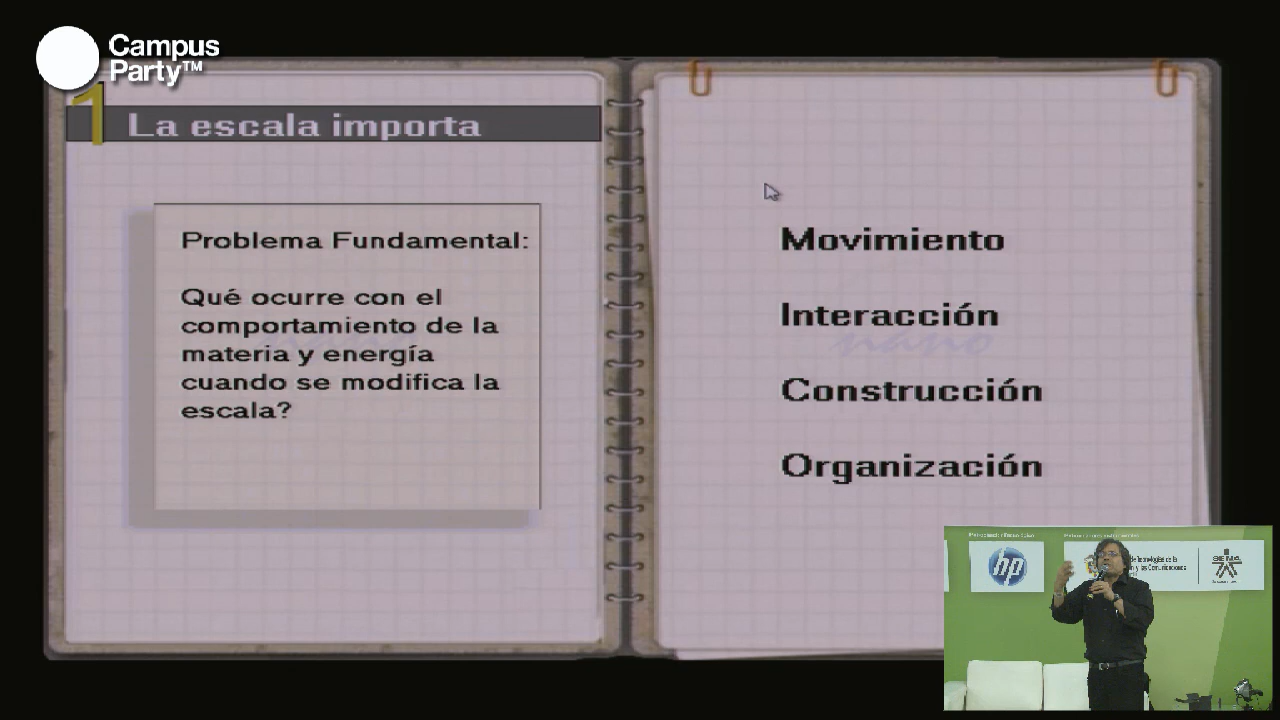 Campus
Party™
1
La escala importa
Problema Fundamental:
Qué ocurre con el
comportamiento de la
materia y energía
cuando se modifica la
escala?
Movimiento
Interacción
nano
Construcción
Organización
hp
SENA